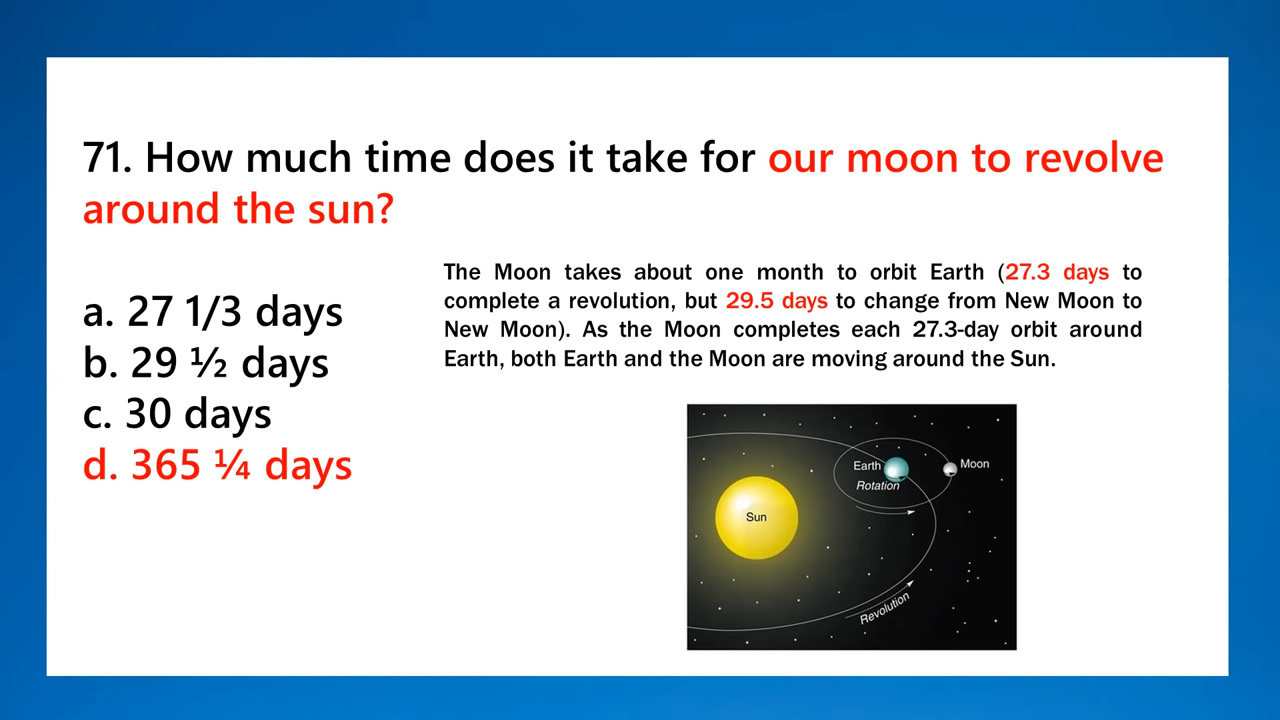 71. How much time does it take for our moon to revolve
around the sun?
a. 27 1/3 days
b. 29 ½ days
c. 30 days
d. 365 ¼ days
The Moon takes about one month to orbit Earth (27.3 days to
complete a revolution, but 29.5 days to change from New Moon to
New Moon). As the Moon completes each 27.3-day orbit around
Earth, both Earth and the Moon are moving around the Sun.
Earth
Moon
Rotation
Sun
Revolution